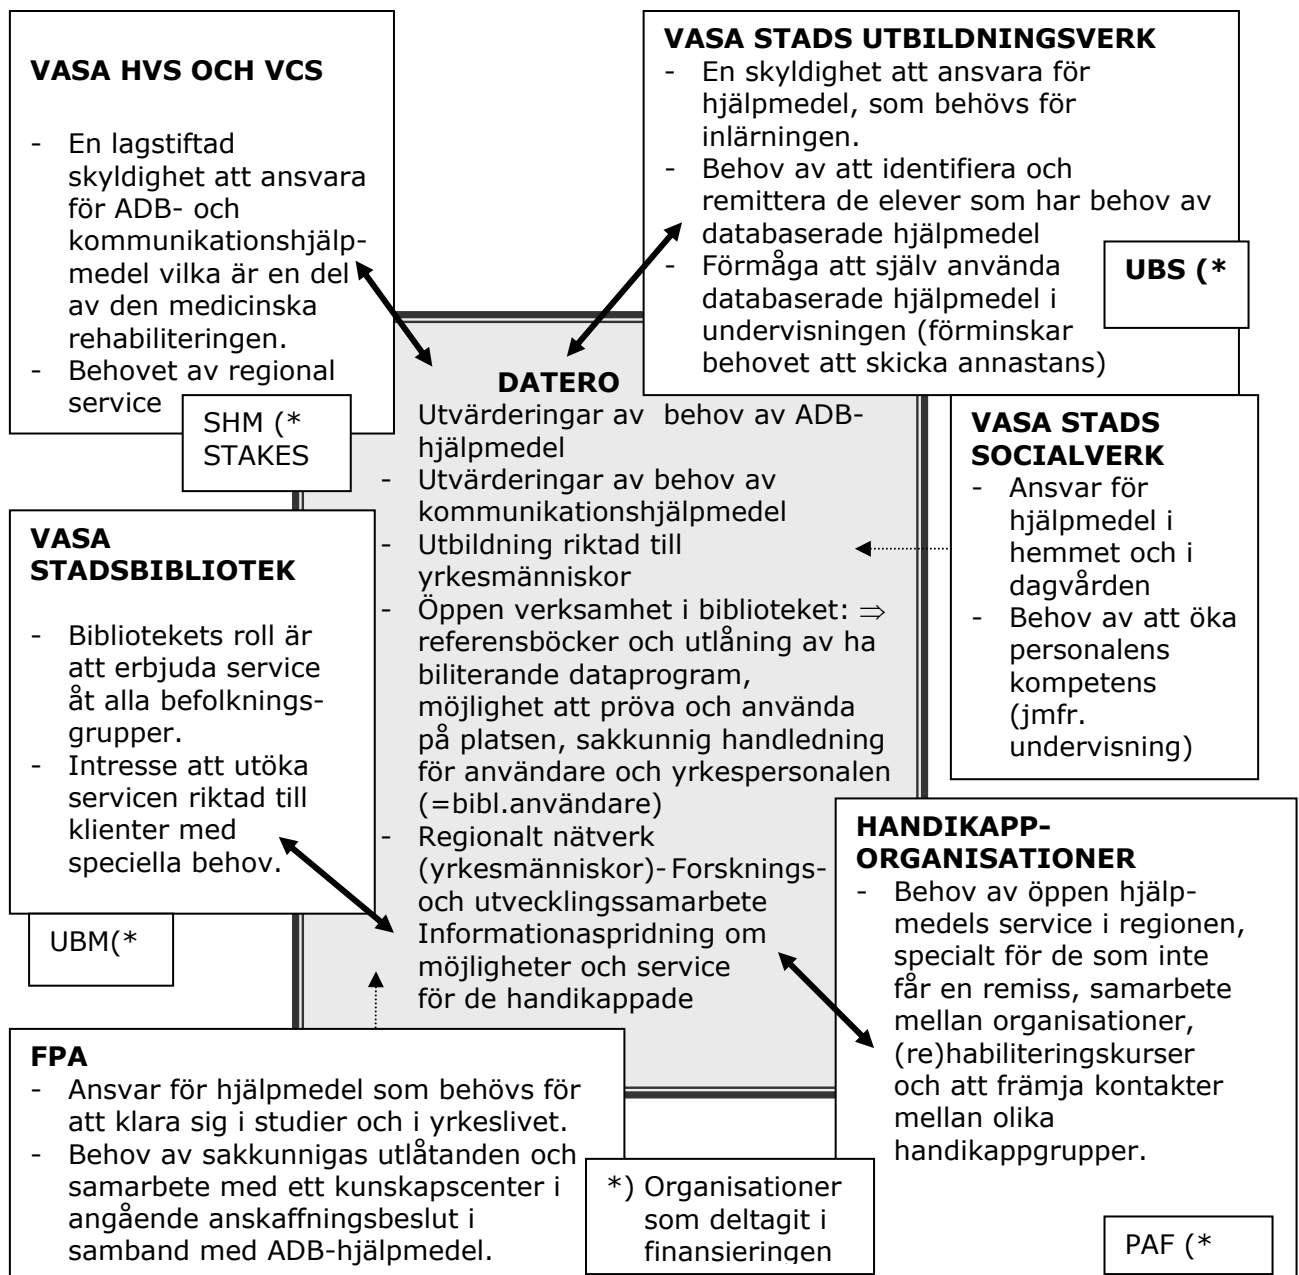 VASA HVS OCH VCS
- En lagstiftad
skyldighet att ansvara
för ADB- och
kommunikationshjälp-
medel vilka är en del
av den medicinska
rehabiliteringen.
- Behovet av regional
service
SHM (*
STAKES
VASA STADS UTBILDNINGSVERK
- En skyldighet att ansvara för
hjälpmedel, som behövs för
inlärningen.
- Behov av att identifiera och
remittera de elever som har behov av
databaserade hjälpmedel
- Förmåga att själv använda
databaserade hjälpmedel i
undervisningen (förminskar
behovet att skicka annastans)
UBS (*
DATERO
Utvärderingar av behov av ADB-
hjälpmedel
- Utvärderingar av behov av
kommunikationshjälpmedel
- Utbildning riktad till
yrkesmänniskor
- Öppen verksamhet i biblioteket: ⇒
referensböcker och utlåning av ha
biliterande dataprogram,
möjlighet att pröva och använda
på platsen, sakkunnig handledning
för användare och yrkespersonalen
(=bibl.användare)
- Regionalt nätverk
(yrkesmänniskor)- Forsknings-
och utvecklingssamarbete
Informationaspridning om
möjligheter och service
för de handikappade
VASA STADS
SOCIALVERK
- Ansvar för
hjälpmedel i
hemmet och i
dagvården
- Behov av att öka
personalens
kompetens
(jmfr.
undervisning)
VASA
STADSBIBLIOTEK
- Bibliotekets roll är
att erbjuda service
åt alla befolknings-
grupper.
- Intresse att utöka
servicen riktad till
klienter med
speciella behov.
UBM(*
HANDIKAPP-
ORGANISATIONER
- Behov av öppen hjälp-
medels service i regionen,
specialt för de som inte
får en remiss, samarbete
mellan organisationer,
(re)habiliteringskurser
och att främja kontakter
mellan olika
handikappgrupper.
PAF (*
FPA
- Ansvar för hjälpmedel som behövs för
att klara sig i studier och i yrkeslivet.
- Behov av sakkunnigas utlåtanden och
samarbete med ett kunskapscenter i
angående anskaffningsbeslut i
samband med ADB-hjälpmedel.
*) Organisationer
som deltagit i
finansieringen